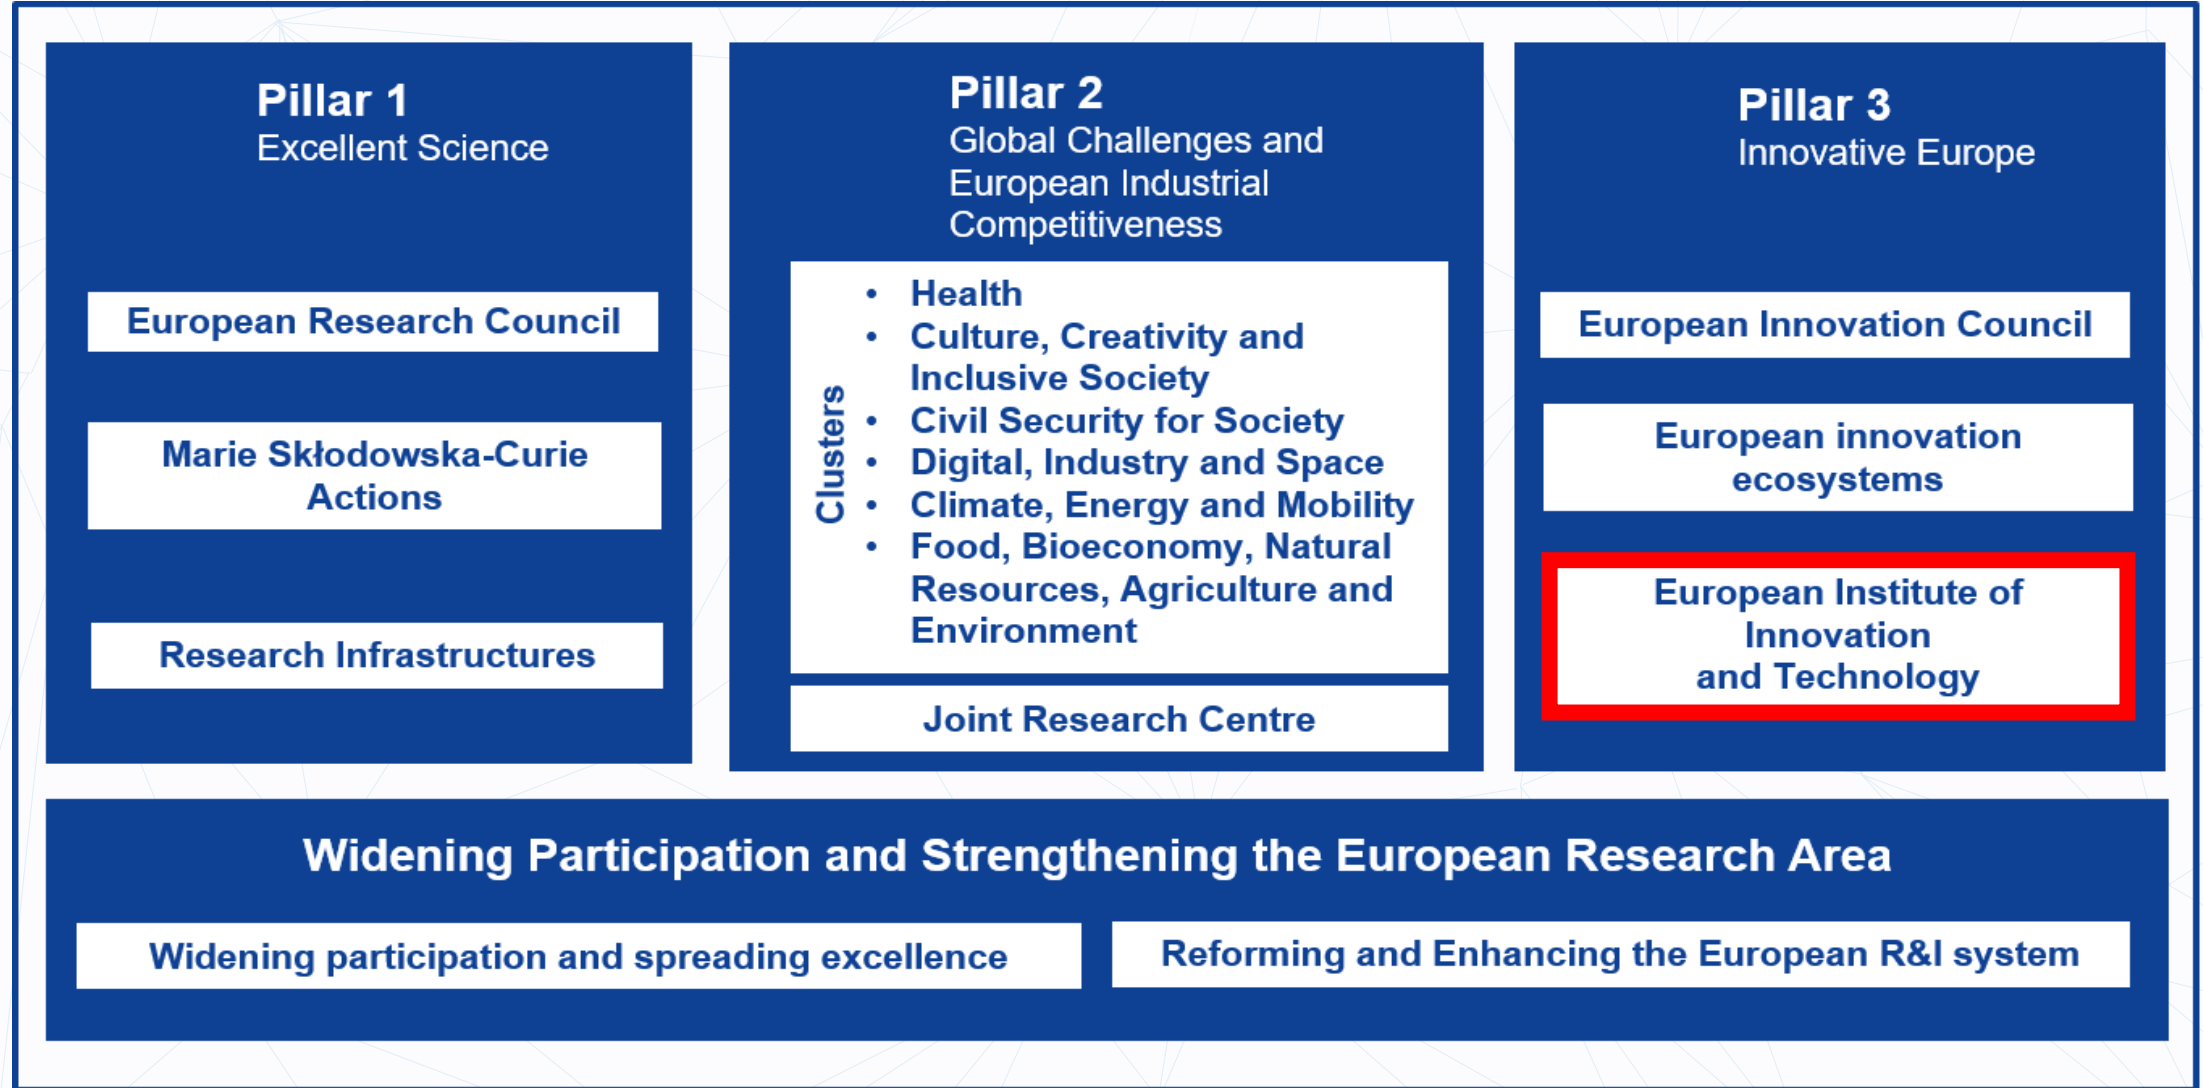 Pillar 1
Excellent Science
European Research Council
Marie Skłodowska-Curie
Actions
Research Infrastructures
Pillar 2
Global Challenges and
European Industrial
Competitiveness
Clusters
• Health
• Culture, Creativity and
Inclusive Society
• Civil Security for Society
• Digital, Industry and Space
• Climate, Energy and Mobility
• Food, Bioeconomy, Natural
Resources, Agriculture and
Environment
Joint Research Centre
Pillar 3
Innovative Europe
European Innovation Council
European innovation
ecosystems
European Institute of
Innovation
and Technology
Widening Participation and Strengthening the European Research Area
Widening participation and spreading excellence
Reforming and Enhancing the European R&I system